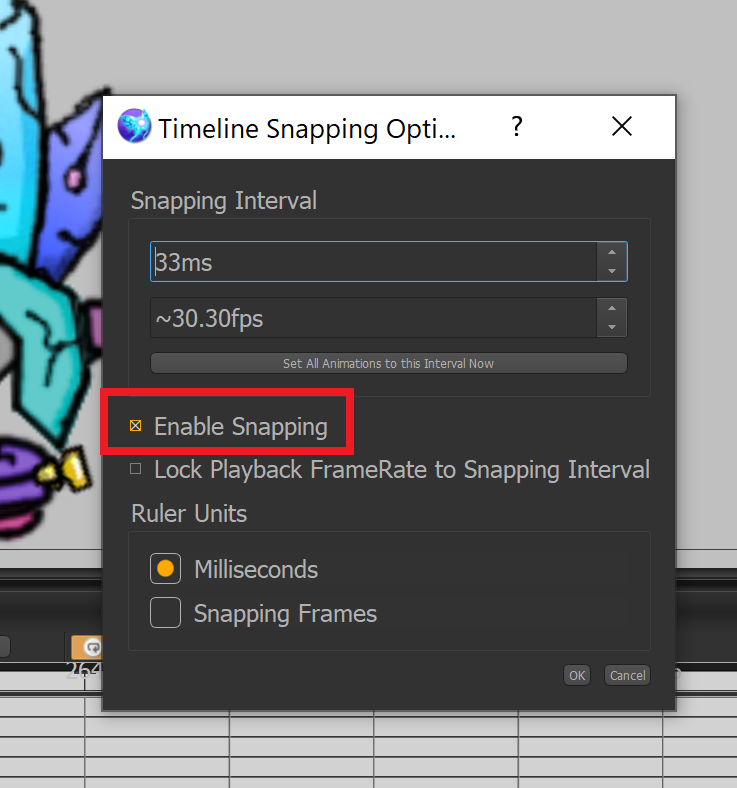 Timeline Snapping Opti...
?
Snapping Interval
33ms
~30.30fps
Set All Animations to this Interval Now
Enable Snapping
Lock Playback FrameRate to Snapping Interval
Ruler Units
Milliseconds
Snapping Frames
OK Cancel